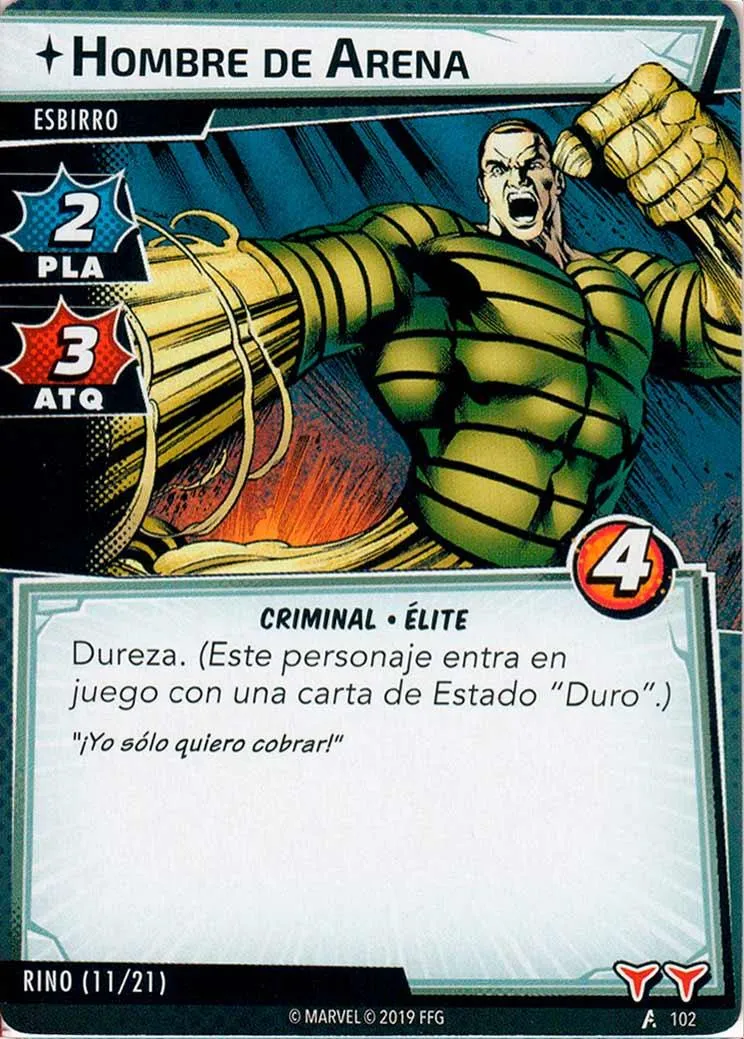 HOMBRE DE ARENA
ESBIRRO
2
PLA
3
ATQ
4
CRIMINAL • ÉLITE
Dureza. (Este personaje entra en
juego con una carta de Estado “Duro”.)
"¡Yo sólo quiero cobrar!"
RINO (11/21)
© MARVEL © 2019 FFG
102